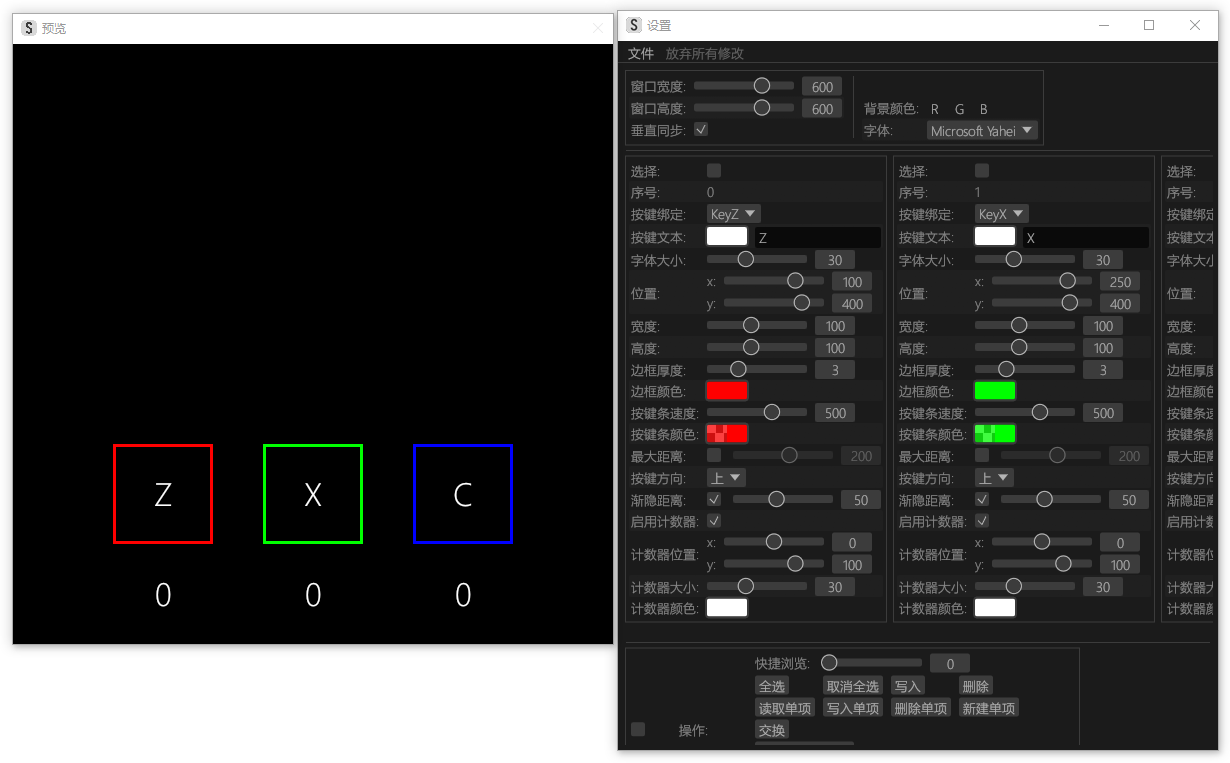 S 预览
Z X C
0 0 0
S 设置
文件 放弃所有修改
窗口宽度: 600
窗口高度: 600
垂直同步:
背景颜色: R G B
字体: Microsoft Yahei
选择:
序号: 0
按键绑定: KeyZ
按键文本: Z
字体大小: 30
位置: x: 100
y: 400
宽度: 100
高度: 100
边框厚度: 3
边框颜色:
按键条速度: 500
按键条颜色:
最大距离: 200
按键方向: 上
渐隐距离: 50
启用计数器:
计数器位置: x: 0
y: 100
计数器大小: 30
计数器颜色:
选择:
序号: 1
按键绑定: KeyX
按键文本: X
字体大小: 30
位置: x: 250
y: 400
宽度: 100
高度: 100
边框厚度: 3
边框颜色:
按键条速度: 500
按键条颜色:
最大距离: 200
按键方向: 上
渐隐距离: 50
启用计数器:
计数器位置: x: 0
y: 100
计数器大小: 30
计数器颜色:
选择:
序号:
按键绑
按键文
字体大
位置:
宽度:
高度:
边框厚度
边框颜
按键条
按键条
最大距
按键方
渐隐距
启用计
计数器
计数器
计数器
快捷浏览: 0
全选 取消全选 写入 删除
读取单项 写入单项 删除单项 新建单项
操作: 交换